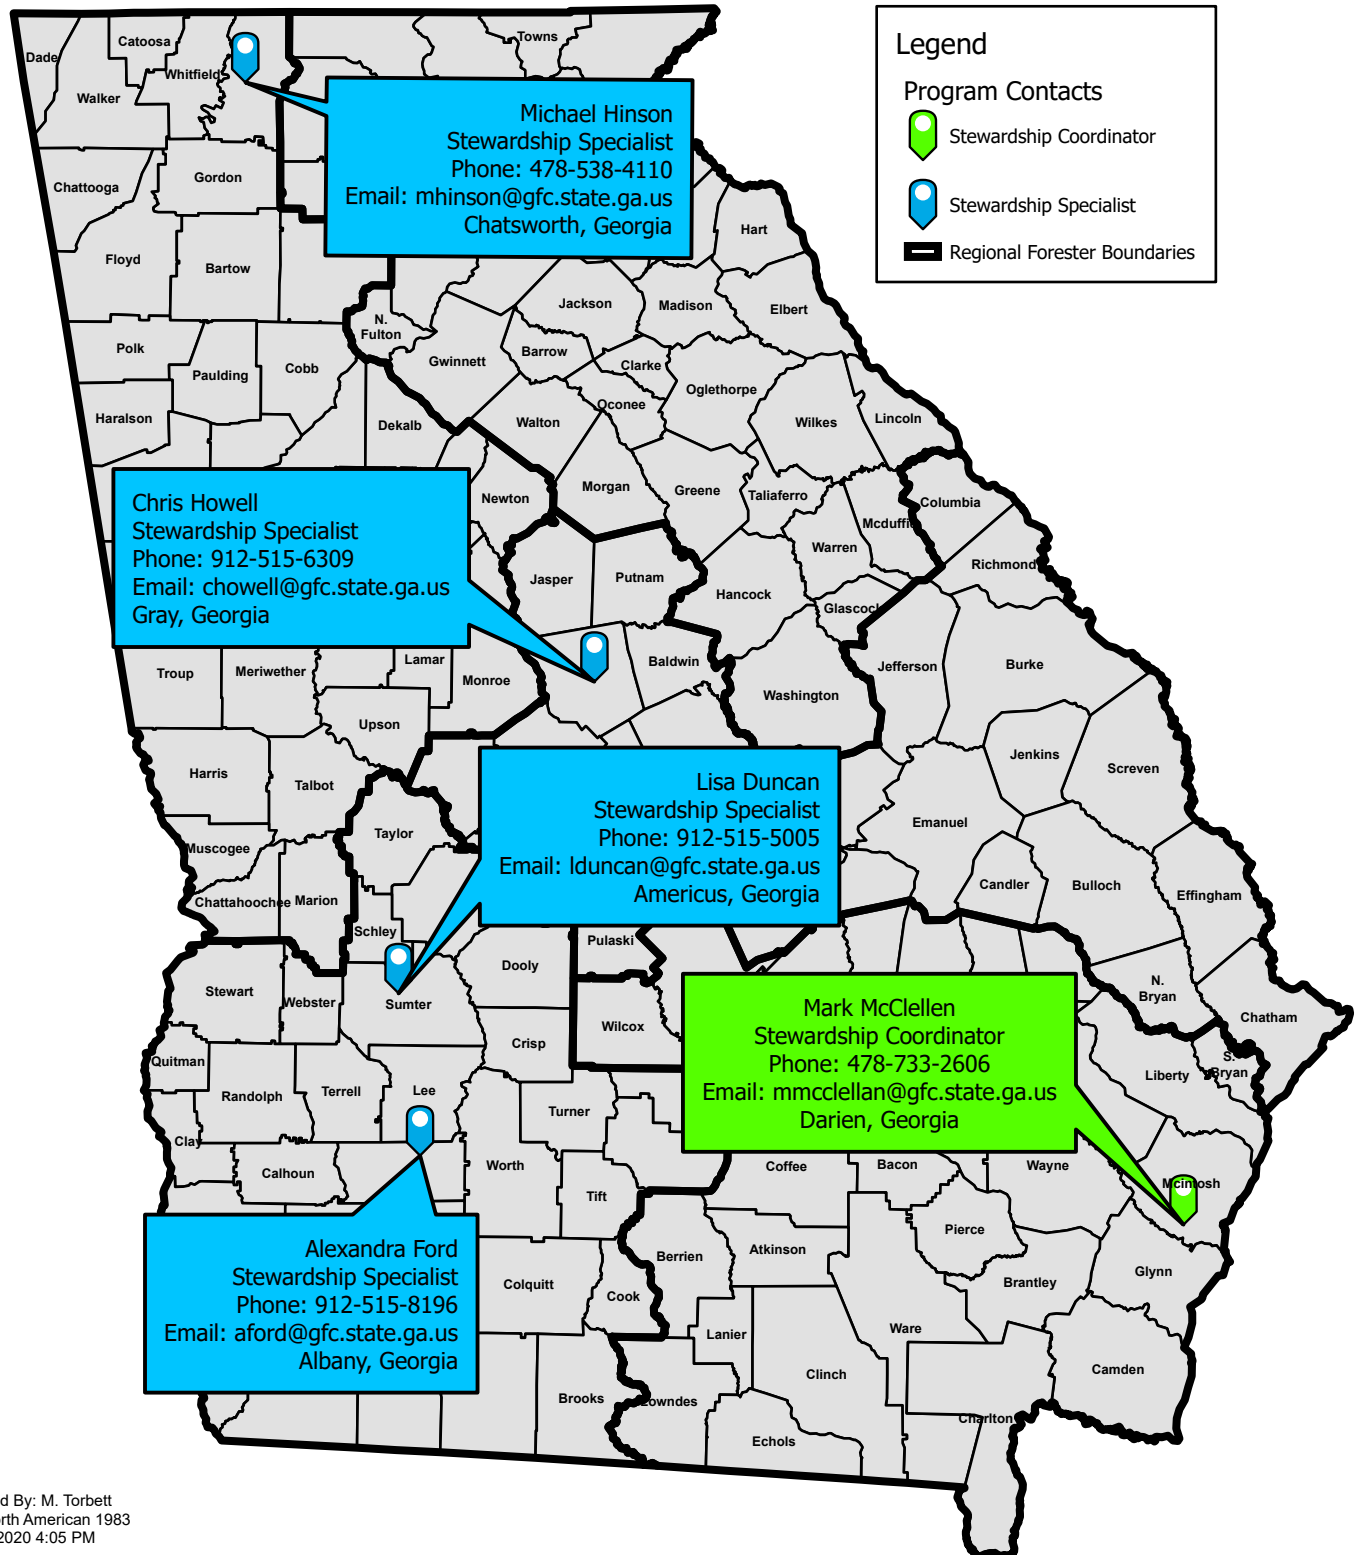 Legend
Program Contacts
Stewardship Coordinator
Stewardship Specialist
Regional Forester Boundaries
Towns
Catoosa
Dade
Whitfield
Walker
Michael Hinson
Stewardship Specialist
Phone: 478-538-4110
Email: mhinson@gfc.state.ga.us
Chatsworth, Georgia
Gordon
Chattooga
Hart
Floyd
Bartow
Jackson
Madison
Elbert
N.
Fulton
Polk
Gwinnett
Barrow
Clarke
Paulding
Cobb
Oglethorpe
Oconee
Haralson
Dekalb
Walton
Wilkes
Lincoln
Newton
Morgan
Greene
Taliaferro
Columbia
Mcduffi
Chris Howell
Stewardship Specialist
Phone: 912-515-6309
Email: chowell@gfc.state.ga.us
Gray, Georgia
Warren
Richmond
Jasper
Putnam
Hancock
Glascock
Troup
Meriwether
Lamar
Monroe
Baldwin
Jefferson
Burke
Washington
Upson
Harris
Talbot
Jenkins
Screven
Lisa Duncan
Stewardship Specialist
Phone: 912-515-5005
Email: lduncan@gfc.state.ga.us
Americus, Georgia
Taylor
Emanuel
Muscogee
Candler
Bulloch
Effingham
Chattahoochee
Marion
Schley
Pulaski
Dooly
Stewart
Webster
Sumter
N.
Bryan
Chatham
Wilcox
Crisp
Mark McClellen
Stewardship Coordinator
Phone: 478-733-2606
Email: mmcclellan@gfc.state.ga.us
Darien, Georgia
Quitman
Randolph
Terrell
Lee
Liberty
S.
Bryan
Turner
Clay
Calhoun
Worth
Coffee
Bacon
Wayne
Mcintosh
Tift
Pierce
Alexandra Ford
Stewardship Specialist
Phone: 912-515-8196
Email: aford@gfc.state.ga.us
Albany, Georgia
Berrien
Atkinson
Glynn
Colquitt
Cook
Brantley
Lanier
Ware
Clinch
Camden
Brooks
Lowndes
Charlton
Echols
d By: M. Torbett
rth American 1983
2020 4:05 PM